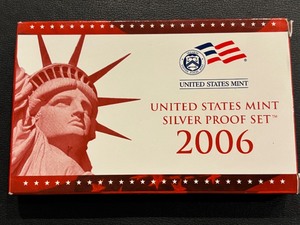 UNITED STATES MINT
UNITED STATES MINT
SILVER PROOF SET™
2006